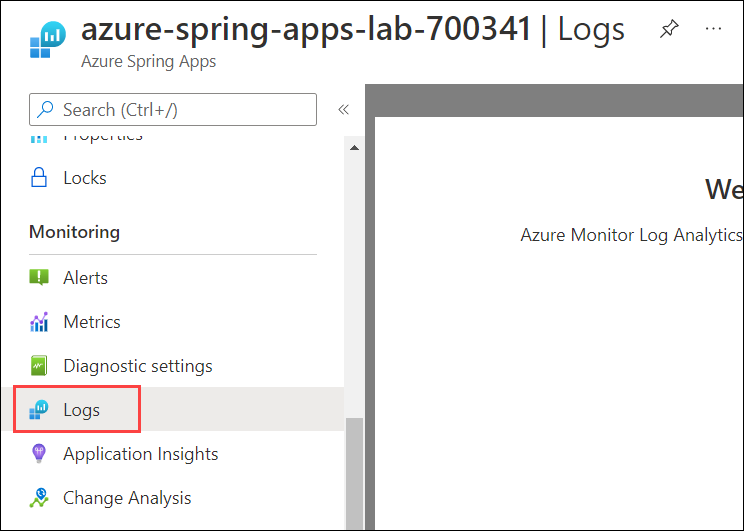 azure-spring-apps-lab-700341 | Logs
Azure Spring Apps
Search (Ctrl+/)
Properties
Locks
Monitoring
Alerts
Metrics
Diagnostic settings
Logs
Application Insights
Change Analysis
We
Azure Monitor Log Analytics